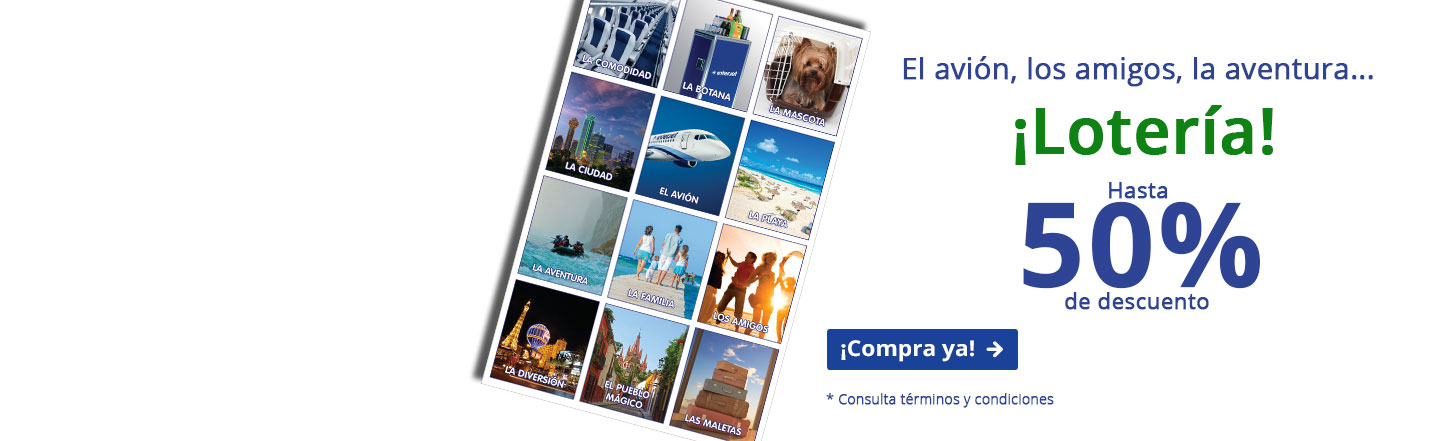 LA COMODIDAD
LA BOTANA
LA MASCOTA
LA CIUDAD
EL AVIÓN
LA PLAYA
LA AVENTURA
LA FAMILIA
LOS AMIGOS
LA DIVERSIÓN
EL PUEBLO
MÁGICO
LAS MALETAS
El avión, los amigos, la aventura...
¡Lotería!
Hasta
50%
de descuento
¡Compra ya!
* Consulta términos y condiciones